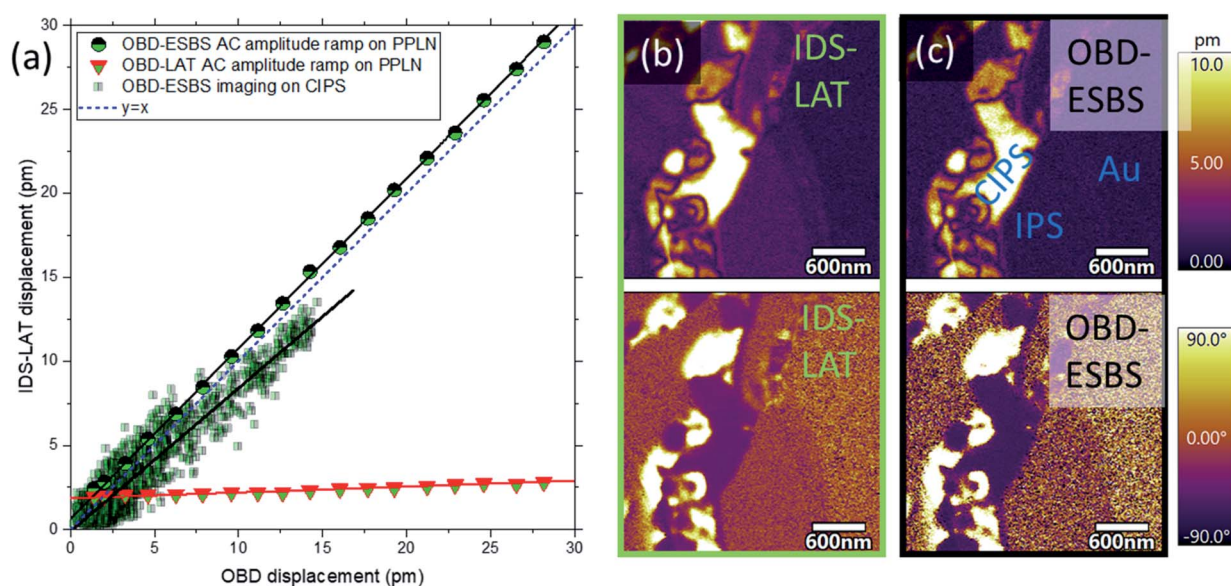 (a)
OBD-ESBS AC amplitude ramp on PPLN
OBD-LAT AC amplitude ramp on PPLN
OBD-ESBS imaging on CIPS
y=x
30
25
20
15
10
5
0
IDS-LAT displacement (pm)
0 5 10 15 20 25 30
OBD displacement (pm)
(b)
IDS-
LAT
600nm
IDS-
LAT
600nm
(c)
OBD-
ESBS
CIPS
Au
IPS
600nm
OBD-
ESBS
600nm
pm
10.0
5.00
0.00
90.0°
0.00°
-90.0°